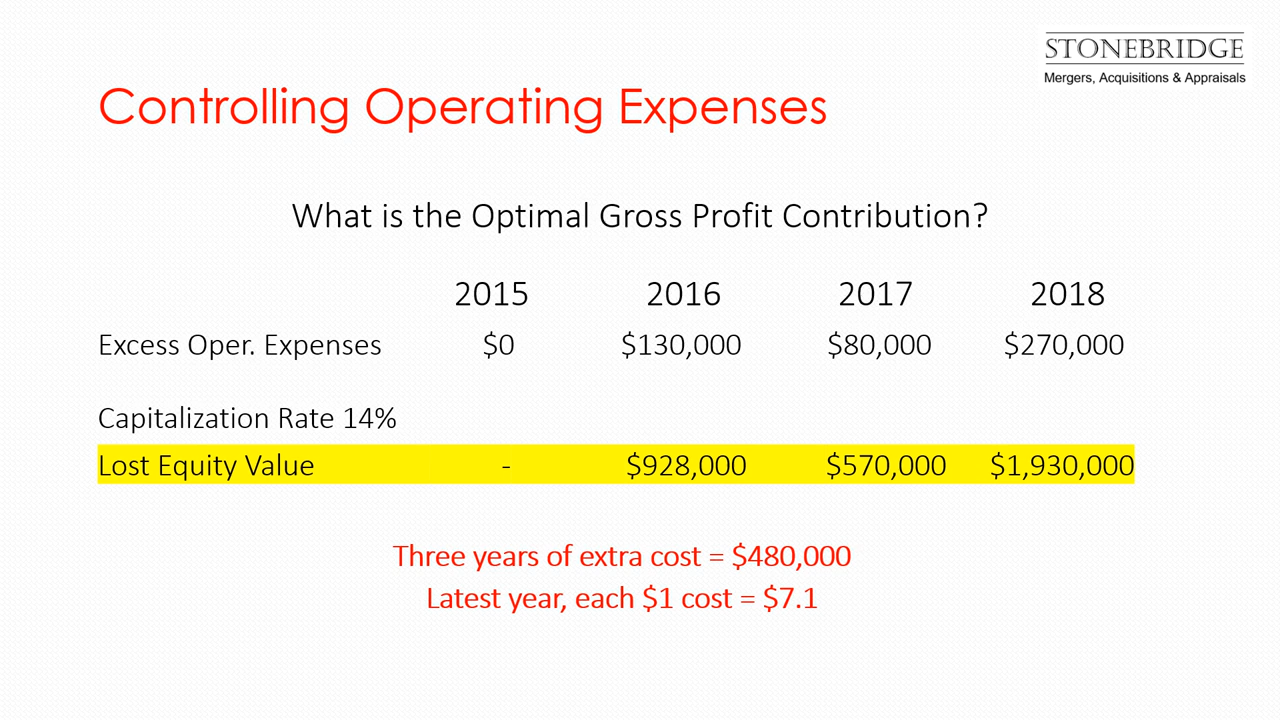 STONEBRIDGE
Mergers, Acquisitions & Appraisals
Controlling Operating Expenses
What is the Optimal Gross Profit Contribution?
2015 2016 2017 2018
Excess Oper. Expenses $0 $130,000 $80,000 $270,000
Capitalization Rate 14%
Lost Equity Value - $928,000 $570,000 $1,930,000
Three years of extra cost = $480,000
Latest year, each $1 cost = $7.1